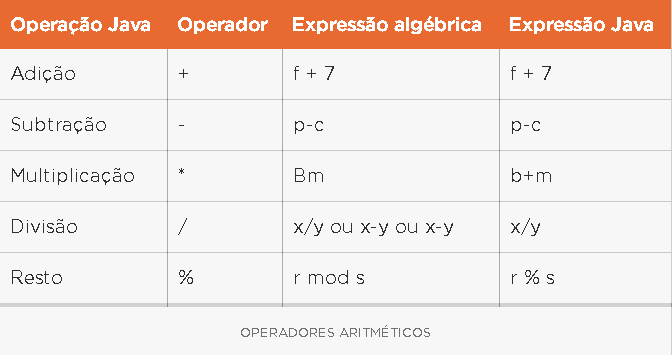 Operação Java Operador Expressão algébrica Expressão Java
Adição + f + 7 f + 7
Subtração - p-c p-c
Multiplicação * Bm b+m
Divisão / x/y ou x-y ou x-y x/y
Resto % r mod s r % s
OPERADORES ARITMÉTICOS